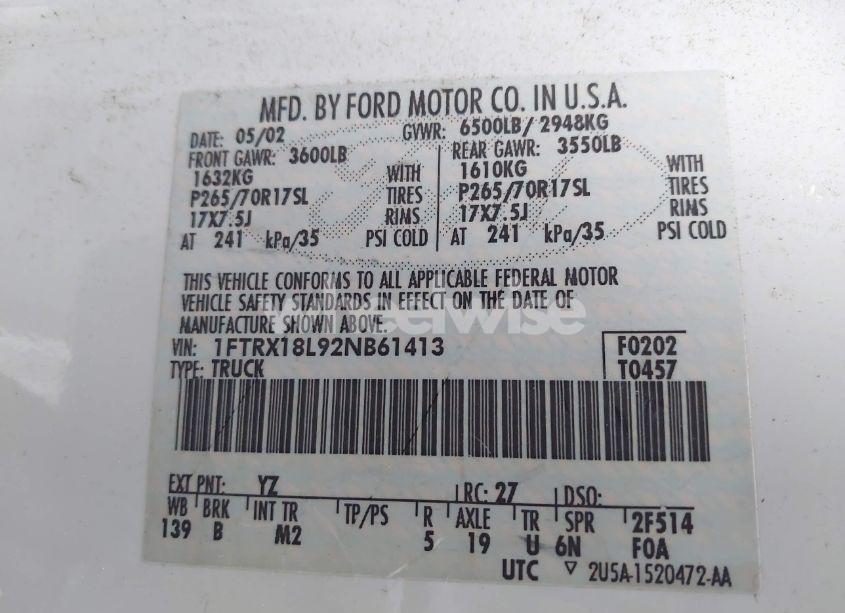 MFD. BY FORD MOTOR CO. IN U.S.A.
DATE: 05/02 GVWR: 6500LB/ 2948KG
FRONT GAWR: 3600LB REAR GAWR: 3550LB
1632KG WITH 1610KG WITH
P265/70R17SL TIRES P265/70R17SL TIRES
17X7.5J RIMS 17X7.5J RIMS
AT 241 kPa/35 PSI COLD AT 241 kPa/35 PSI COLD
THIS VEHICLE CONFORMS TO ALL APPLICABLE FEDERAL MOTOR
VEHICLE SAFETY STANDARDS IN EFFECT ON THE DATE OF
MANUFACTURE SHOWN ABOVE.
VIN: 1FTRX18L92NB61413 F0202
TYPE: TRUCK T0457
EXT PNT: YZ RC: 27 DSO:
WB BRK INT TR TP/PS R AXLE TR SPR 2F514
139 B M2 5 19 U 6N FOA
UTC ▽ 2U5A-1520472-AA